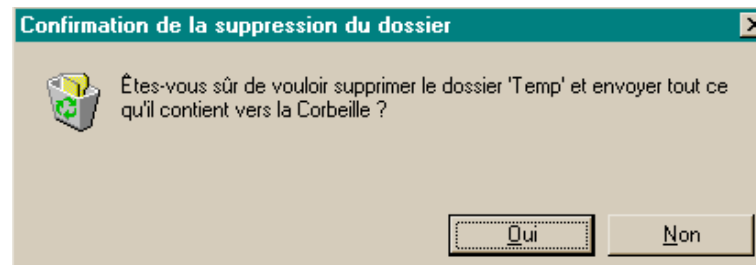 Confirmation de la suppression du dossier
Êtes-vous sûr de vouloir supprimer le dossier 'Temp' et envoyer tout ce
qu'il contient vers la Corbeille ?
Oui Non